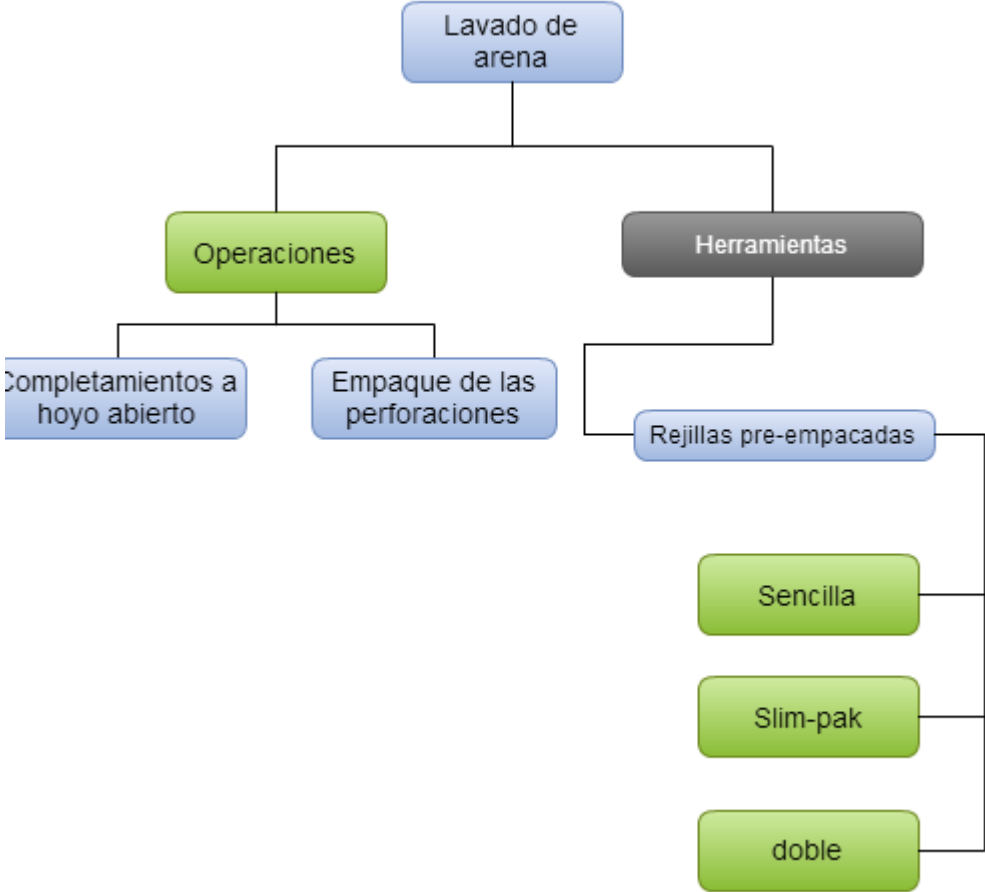 Lavado de
arena
Operaciones
Herramientas
Completamientos a
hoyo abierto
Empaque de las
perforaciones
Rejillas pre-empacadas
Sencilla
Slim-pak
doble